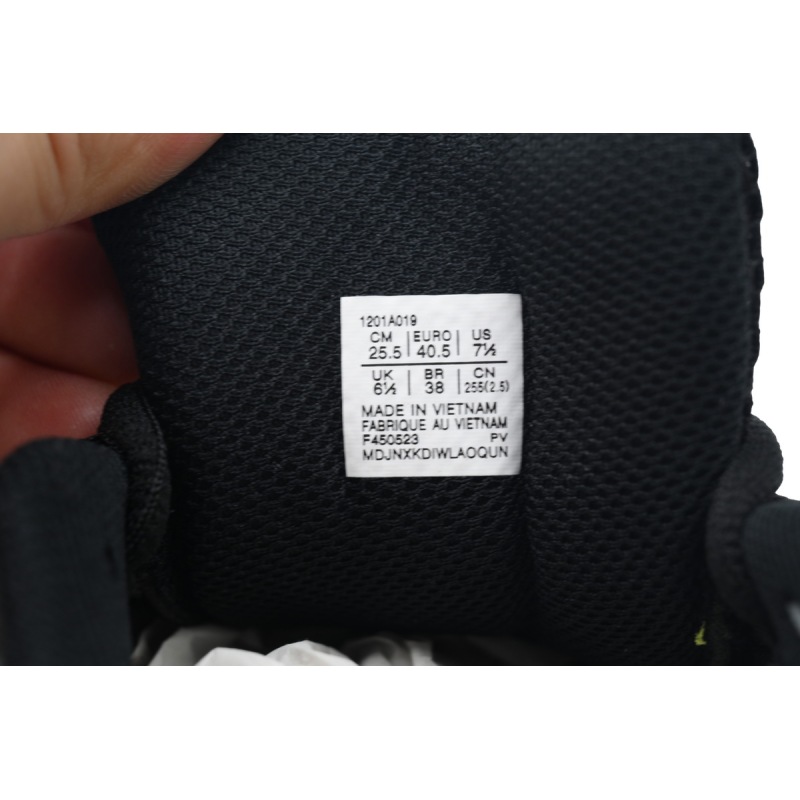 1201A019
CM | EURO | US
25.5 | 40.5 | 7½
UK | BR | CN
6½ | 38 | 255(2.5)
MADE IN VIETNAM
FABRIQUE AU VIETNAM
F450523 PV
MDJNXKDIWLAOQUN